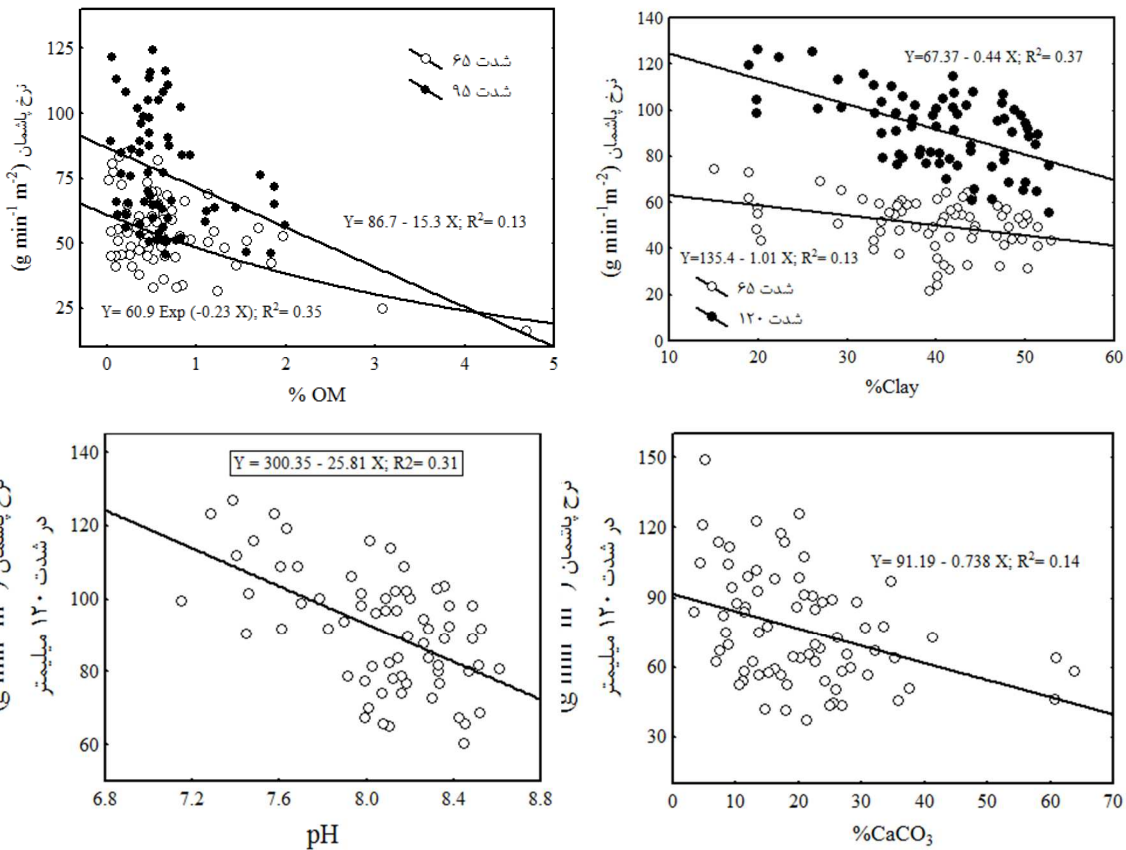 نرخ پاشمان (g min⁻¹ m⁻²)
125
100
75
50
25
شدت ۶۵
شدت ۹۵
Y= 86.7 - 15.3 X; R²= 0.13
Y= 60.9 Exp (-0.23 X); R²= 0.35
0 1 2 3 4 5
% OM
نرخ پاشمان (g min⁻¹m⁻²)
140
120
100
80
60
40
20
0
Y=67.37 - 0.44 X; R²= 0.37
Y=135.4 - 1.01 X; R²= 0.13
شدت ۶۵
شدت ۱۲۰
10 20 30 40 50 60
%Clay
نرخ پاشمان
در شدت ۱۲۰ میلیمتر
140
120
100
80
60
Y = 300.35 - 25.81 X; R2= 0.31
6.8 7.2 7.6 8.0 8.4 8.8
pH
نرخ پاشمان
در شدت ۱۲۰ میلیمتر
150
120
90
60
30
Y= 91.19 - 0.738 X; R²= 0.14
0 10 20 30 40 50 60 70
%CaCO₃